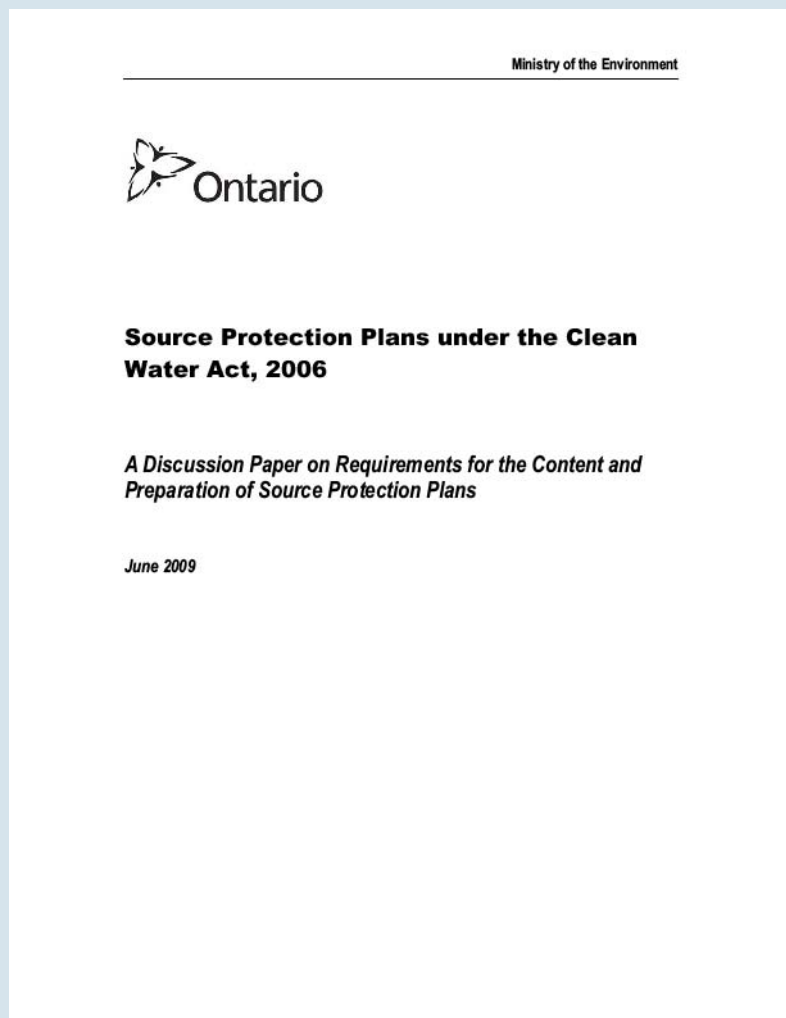 Ministry of the Environment
Ontario
Source Protection Plans under the Clean
Water Act, 2006
A Discussion Paper on Requirements for the Content and
Preparation of Source Protection Plans
June 2009